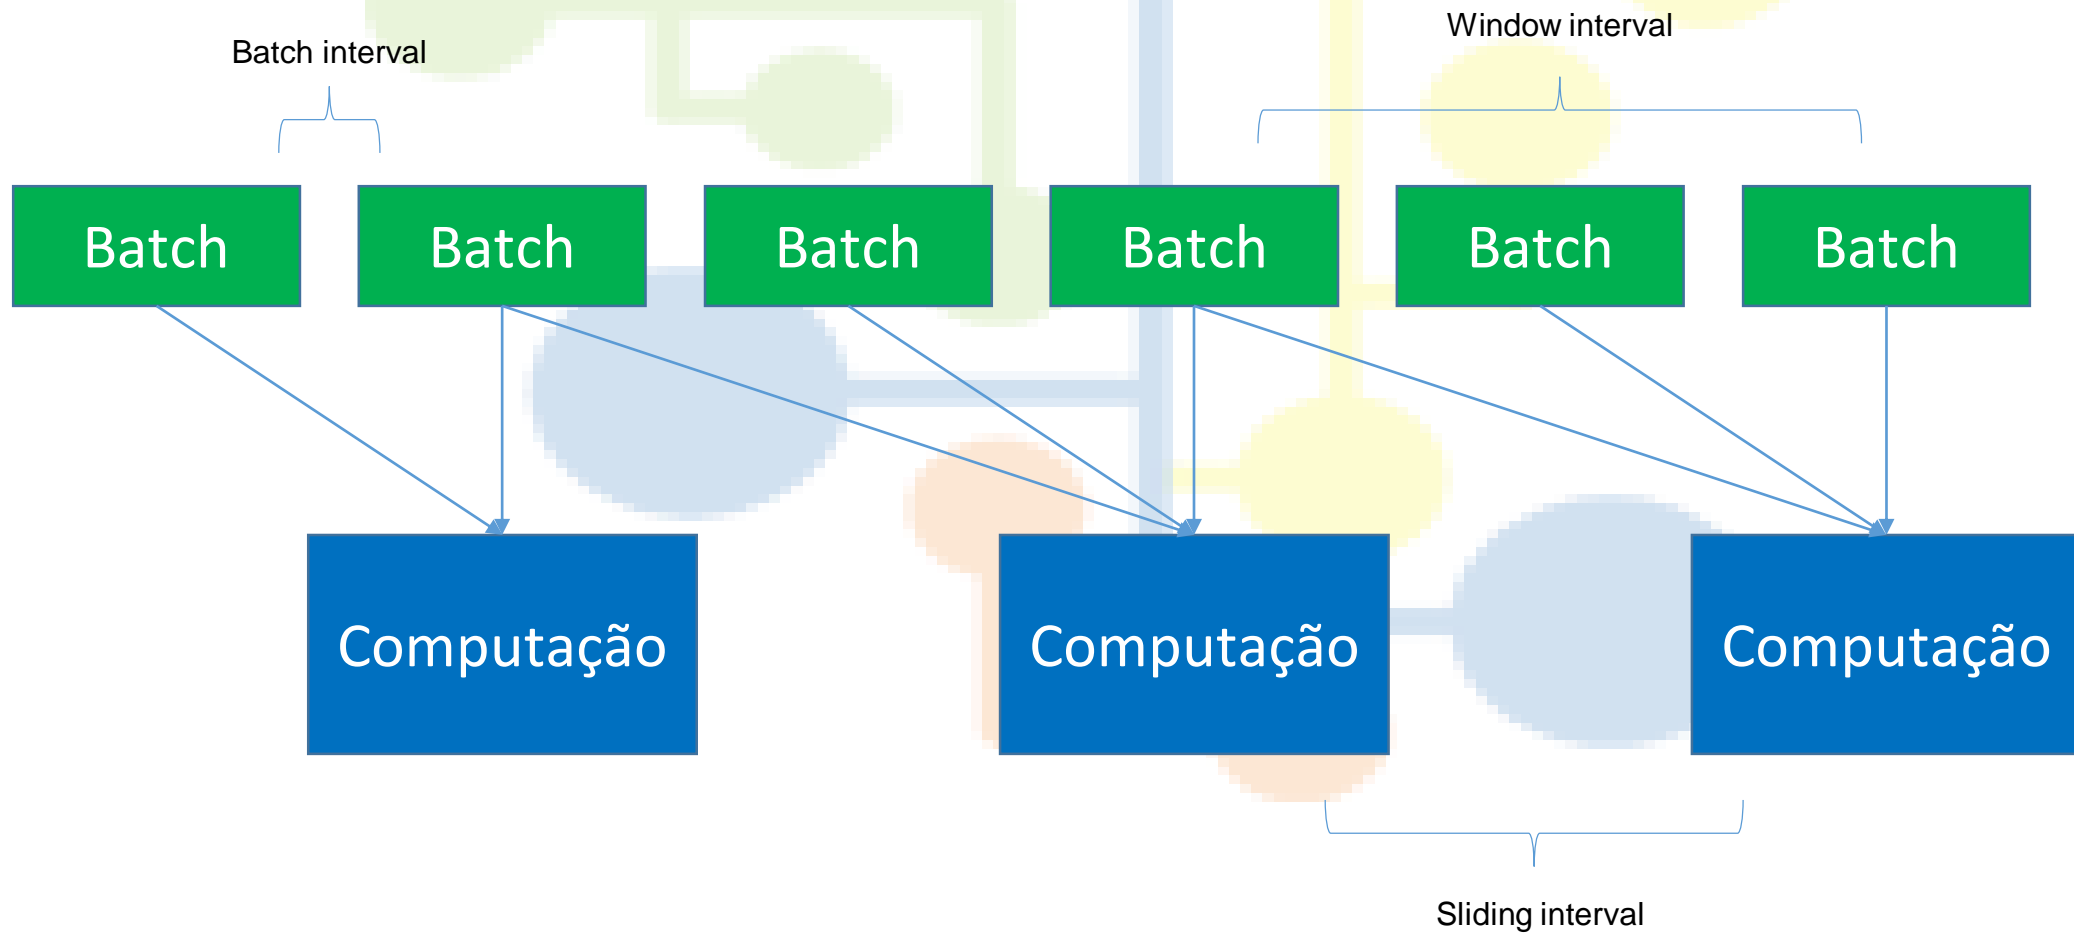 Window interval
Batch interval
Batch
Batch
Batch
Batch
Batch
Batch
Computação
Computação
Computação
Sliding interval